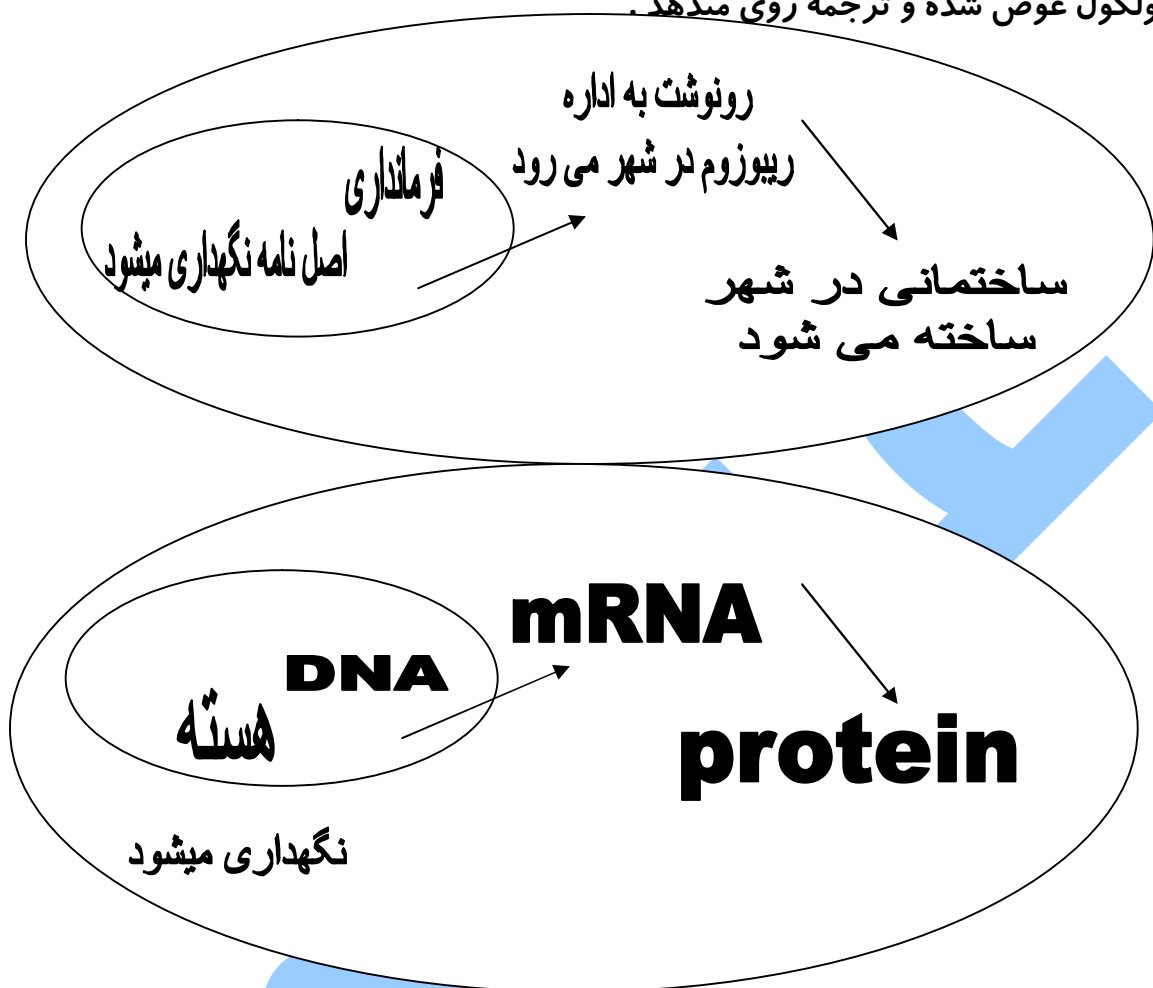 ولکول عوض شده و ترجمه روی میدهد .
رونوشت به اداره
ریبوزوم در شهر می رود
فرمانداری
اصل نامه نگهداری میشود
ساختمانی در شهر
ساخته می شود
mRNA
DNA
هسته
protein
نگهداری میشود